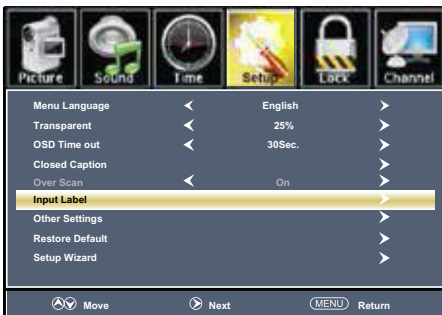 Picture Sound Time Setup Lock Channel
Menu Language English
Transparent 25%
OSD Time out 30Sec.
Closed Caption
Over Scan On
Input Label
Other Settings
Restore Default
Setup Wizard
Move Next MENU Return